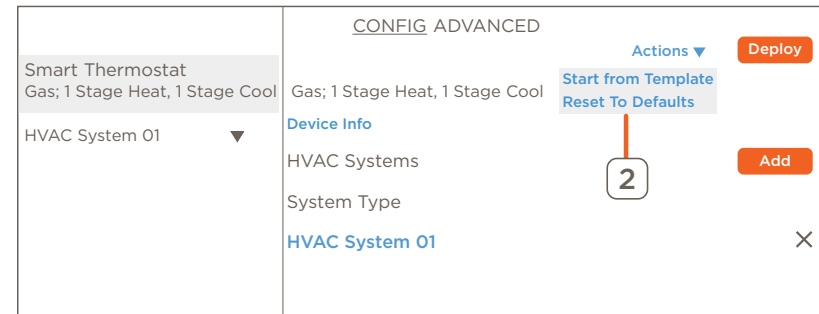 CONFIG ADVANCED
Actions
Deploy
Smart Thermostat
Gas; 1 Stage Heat, 1 Stage Cool
HVAC System 01
Gas; 1 Stage Heat, 1 Stage Cool
Start from Template
Reset To Defaults
Device Info
HVAC Systems
Add
2
System Type
HVAC System 01